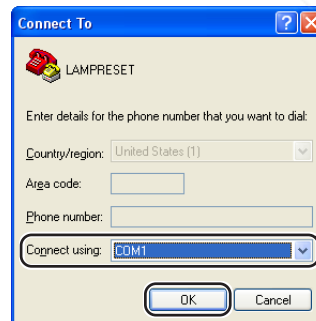 Connect To
LAMPRESET
Enter details for the phone number that you want to dial:
Country/region: United States (1)
Area code:
Phone number:
Connect using: COM1
OK Cancel